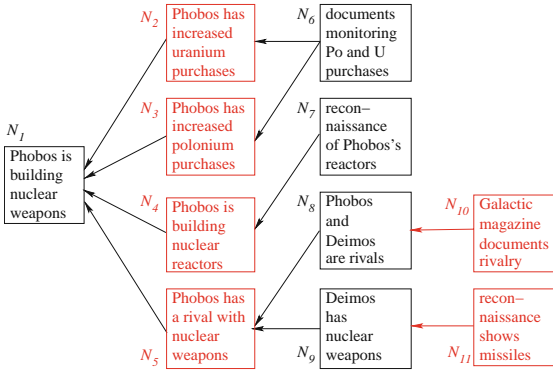 N1
Phobos is
building
nuclear
weapons
N2
Phobos has
increased
uranium
purchases
N3
Phobos has
increased
polonium
purchases
N4
Phobos is
building
nuclear
reactors
N5
Phobos has
a rival with
nuclear
weapons
N6
documents
monitoring
Po and U
purchases
N7
recon-
naissance
of Phobos's
reactors
N8
Phobos
and
Deimos
are rivals
N9
Deimos
has
nuclear
weapons
N10
Galactic
magazine
documents
rivalry
N11
recon-
naissance
shows
missiles